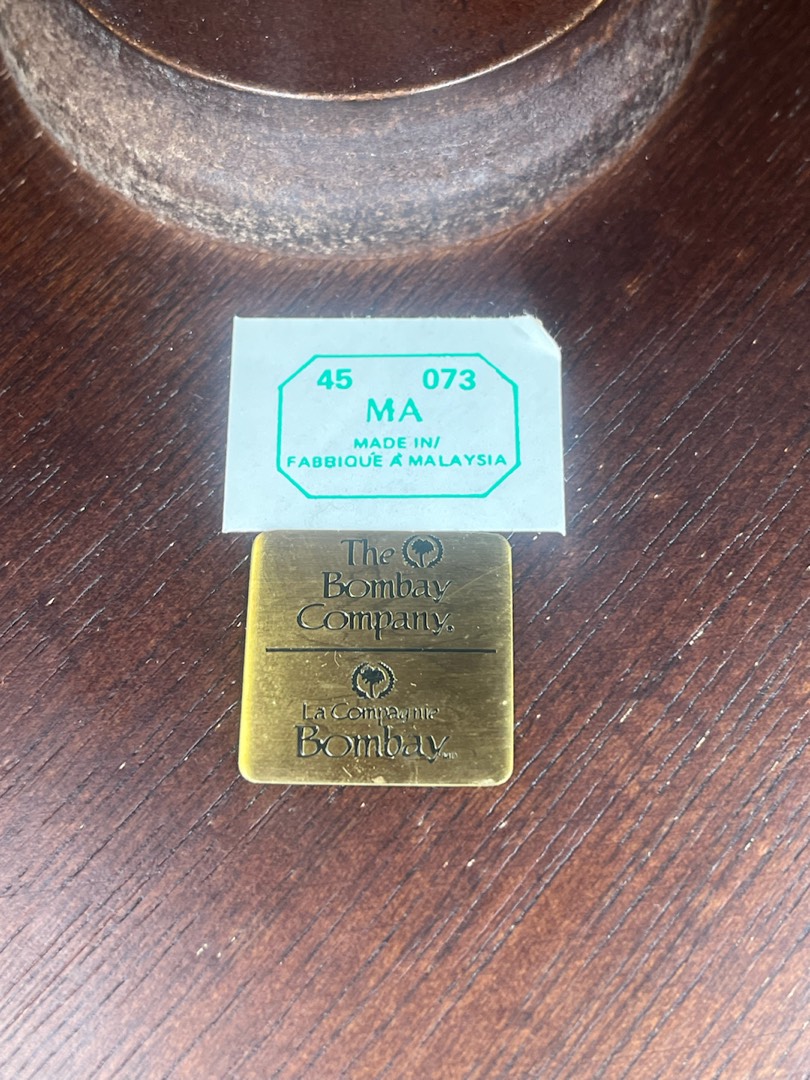 45 073
MA
MADE IN/
FABBIQUE À MALAYSIA
The
Bombay
Company®
La Compagnie
Bombay